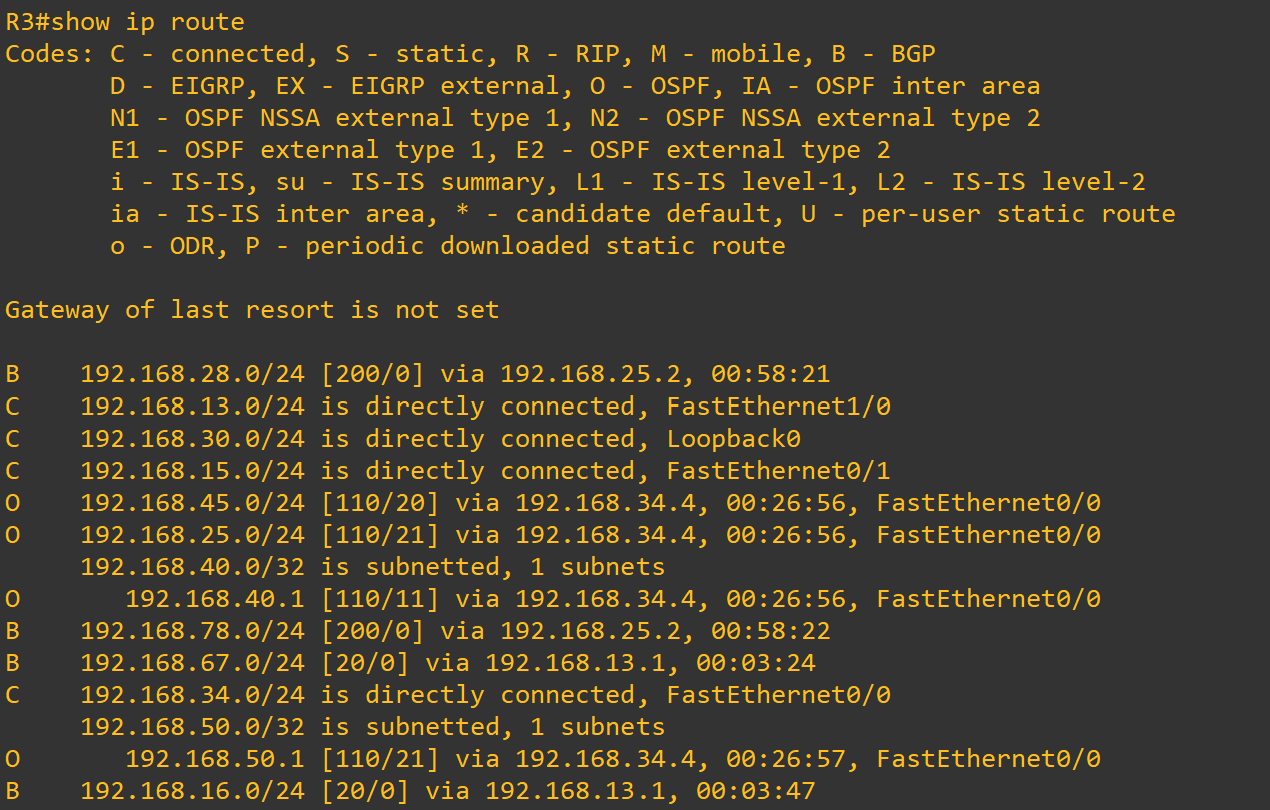 R3#show ip route
Codes: C - connected, S - static, R - RIP, M - mobile, B - BGP
       D - EIGRP, EX - EIGRP external, O - OSPF, IA - OSPF inter area
       N1 - OSPF NSSA external type 1, N2 - OSPF NSSA external type 2
       E1 - OSPF external type 1, E2 - OSPF external type 2
       i - IS-IS, su - IS-IS summary, L1 - IS-IS level-1, L2 - IS-IS level-2
       ia - IS-IS inter area, * - candidate default, U - per-user static route
       o - ODR, P - periodic downloaded static route

Gateway of last resort is not set

B    192.168.28.0/24 [200/0] via 192.168.25.2, 00:58:21
C    192.168.13.0/24 is directly connected, FastEthernet1/0
C    192.168.30.0/24 is directly connected, Loopback0
C    192.168.15.0/24 is directly connected, FastEthernet0/1
O    192.168.45.0/24 [110/20] via 192.168.34.4, 00:26:56, FastEthernet0/0
O    192.168.25.0/24 [110/21] via 192.168.34.4, 00:26:56, FastEthernet0/0
     192.168.40.0/32 is subnetted, 1 subnets
O       192.168.40.1 [110/11] via 192.168.34.4, 00:26:56, FastEthernet0/0
B    192.168.78.0/24 [200/0] via 192.168.25.2, 00:58:22
B    192.168.67.0/24 [20/0] via 192.168.13.1, 00:03:24
C    192.168.34.0/24 is directly connected, FastEthernet0/0
     192.168.50.0/32 is subnetted, 1 subnets
O       192.168.50.1 [110/21] via 192.168.34.4, 00:26:57, FastEthernet0/0
B    192.168.16.0/24 [20/0] via 192.168.13.1, 00:03:47